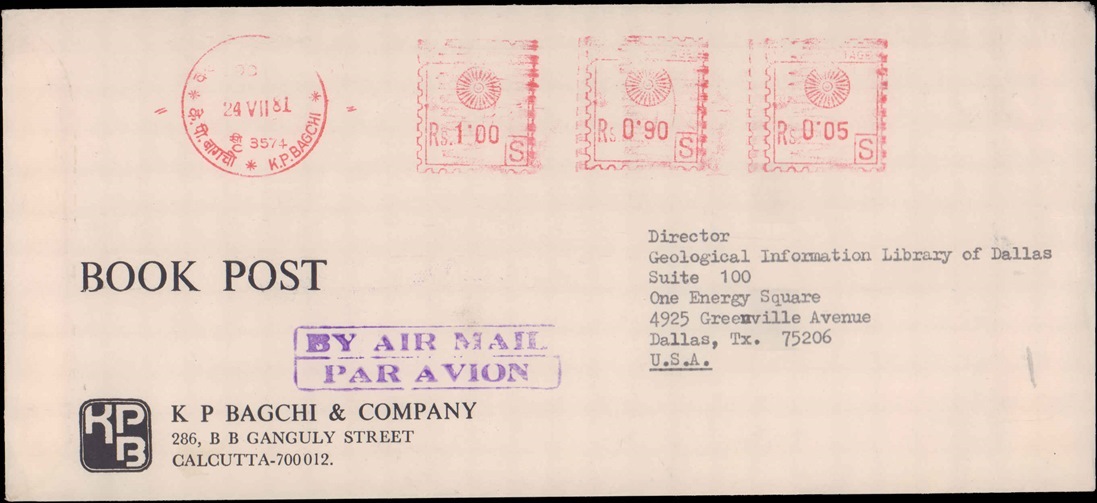 24 VII 81
C 3574
के. पी. बागची * K.P. BAGCHI *
Rs. 1.00 S
Rs. 0.90 S
Rs. 0.05 S
Director
Geological Information Library of Dallas
Suite 100
One Energy Square
4925 Greenville Avenue
Dallas, Tx. 75206
U.S.A.
BOOK POST
BY AIR MAIL
PAR AVION
KPB
K P BAGCHI & COMPANY
286, B B GANGULY STREET
CALCUTTA-700012.